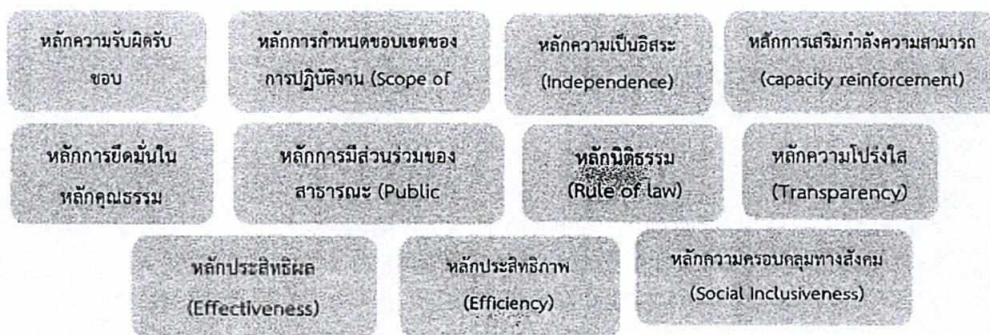 หลักความรับผิดรับ
ชอบ
หลักการกำหนดขอบเขตของ
การปฏิบัติงาน (Scope of
หลักความเป็นอิสระ
(Independence)
หลักการเสริมกำลังความสามารถ
(capacity reinforcement)
หลักการยึดมั่นใน
หลักคุณธรรม
หลักการมีส่วนร่วมของ
สาธารณะ (Public
หลักนิติธรรม
(Rule of law)
หลักความโปร่งใส
(Transparency)
หลักประสิทธิผล
(Effectiveness)
หลักประสิทธิภาพ
(Efficiency)
หลักความครอบคลุมทางสังคม
(Social Inclusiveness)